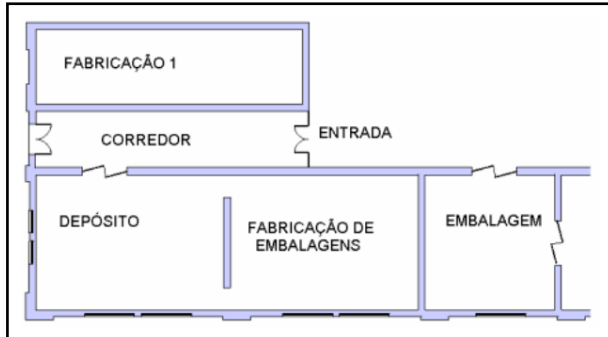 FABRICAÇÃO 1
CORREDOR
ENTRADA
DEPÓSITO
FABRICAÇÃO DE
EMBALAGENS
EMBALAGEM